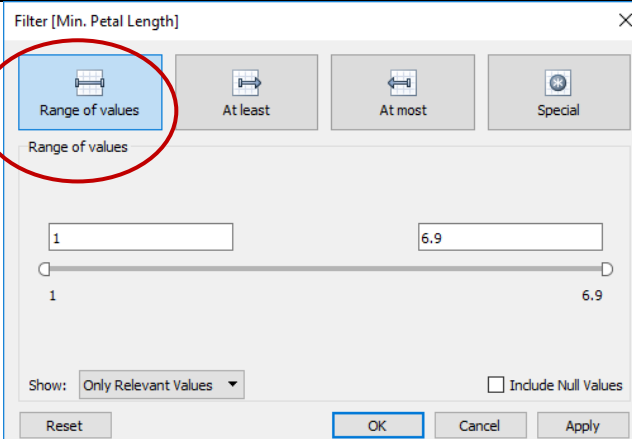 Filter [Min. Petal Length]
Range of values At least At most Special
Range of values
1 6.9
1 6.9
Show: Only Relevant Values Include Null Values
Reset OK Cancel Apply